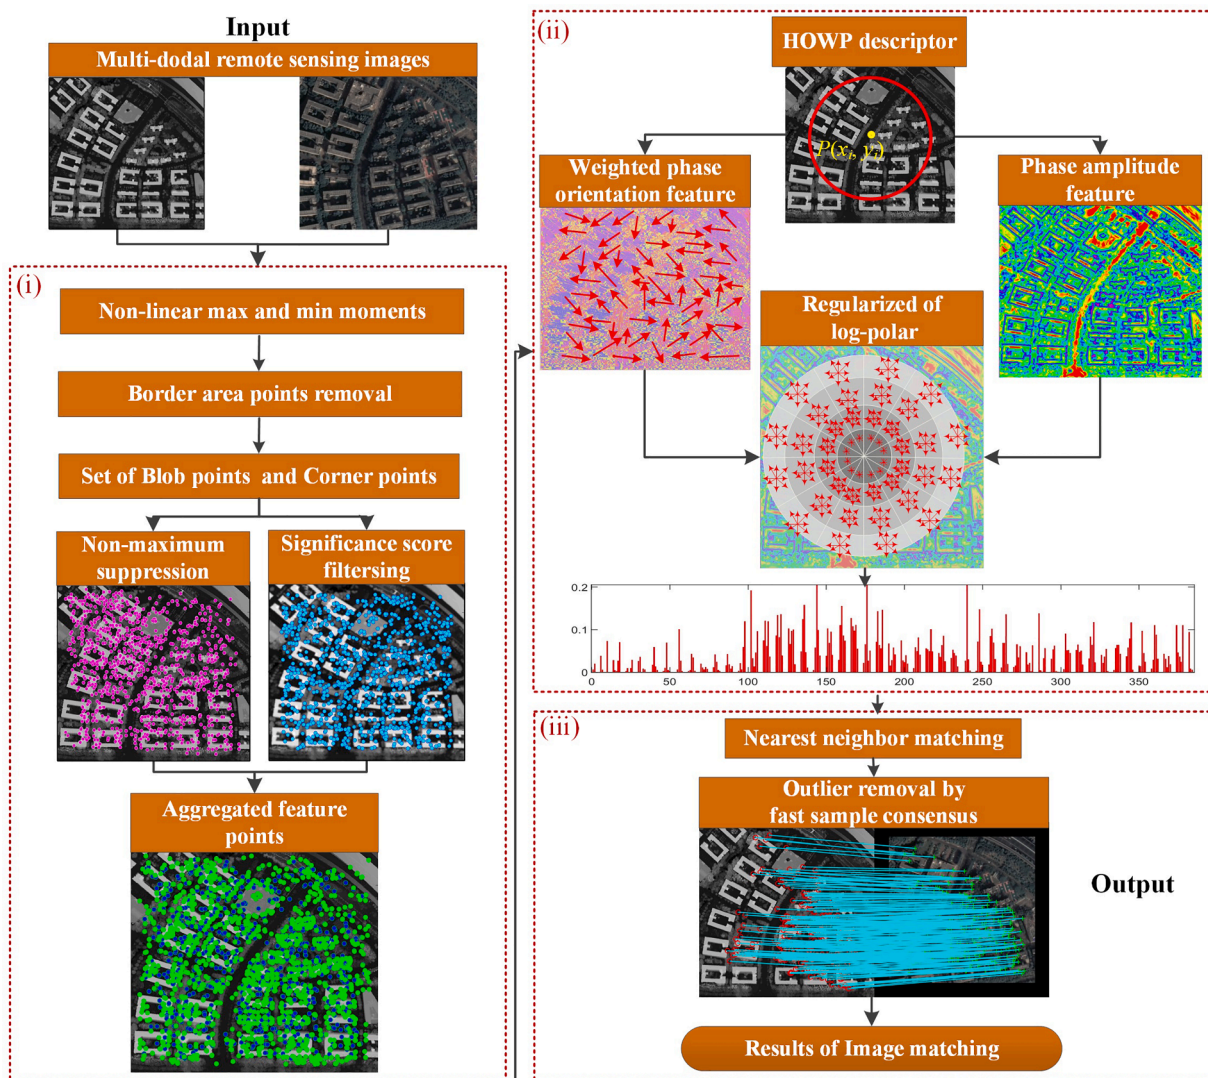 Input
Multi-dodal remote sensing images
(i)
Non-linear max and min moments
Border area points removal
Set of Blob points and Corner points
Non-maximum
suppression
Significance score
filtersing
Aggregated feature
points
(ii)
HOWP descriptor
P(xᵢ, yᵢ)
Weighted phase
orientation feature
Phase amplitude
feature
Regularized of
log-polar
0.2
0.1
0
0 50 100 150 200 250 300 350
(iii)
Nearest neighbor matching
Outlier removal by
fast sample consensus
Output
Results of Image matching